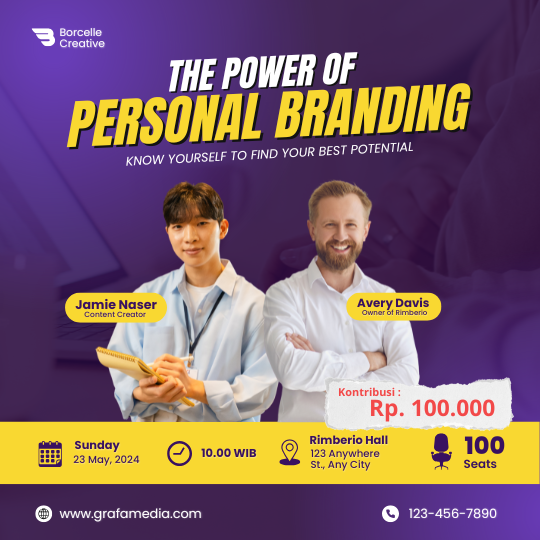 Borcelle
Creative
THE POWER OF
PERSONAL BRANDING
KNOW YOURSELF TO FIND YOUR BEST POTENTIAL
Jamie Naser
Content Creator
Avery Davis
Owner of Rimberio
Kontribusi :
Rp. 100.000
Sunday
23 May, 2024
10.00 WIB
Rimberio Hall
123 Anywhere
St., Any City
100
Seats
www.grafamedia.com
123-456-7890